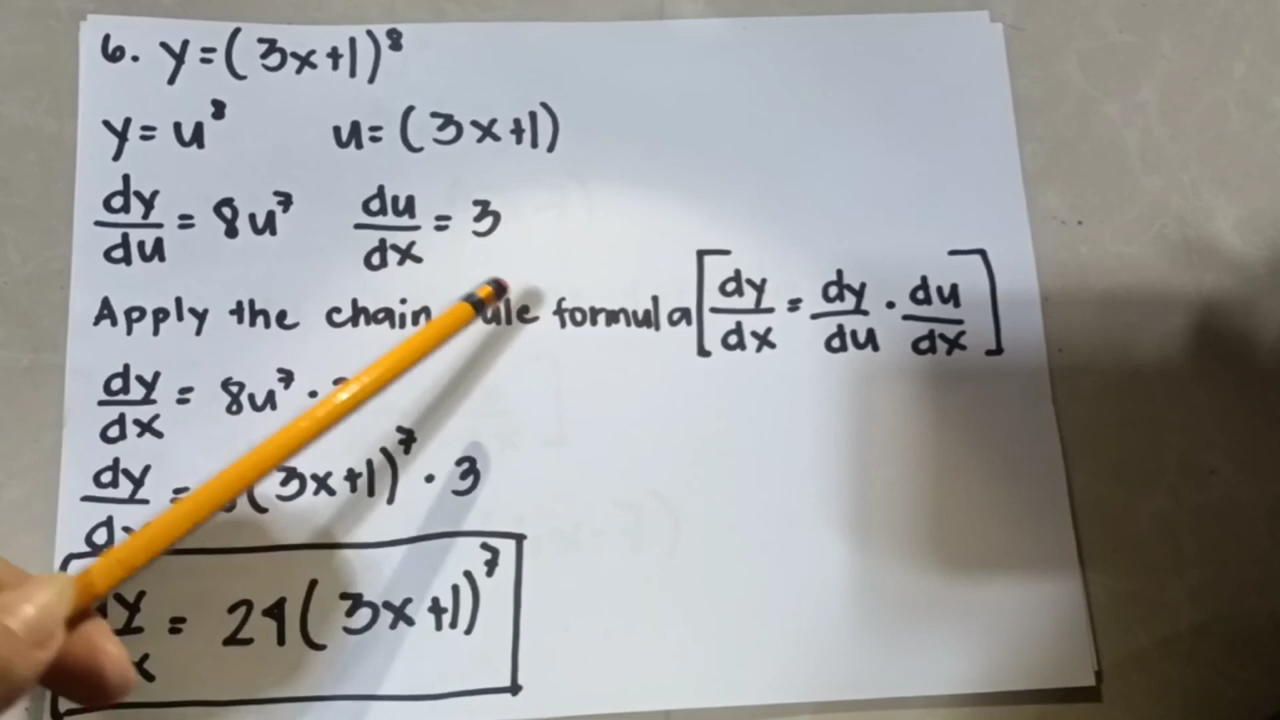 6. y=(3x+1)⁸
y=u⁸ u=(3x+1)
dy/du = 8u⁷ du/dx = 3
Apply the chain rule formula [dy/dx = dy/du · du/dx]
dy/dx = 8u⁷ ·
dy/dx = (3x+1)⁷ · 3
= 24(3x+1)⁷